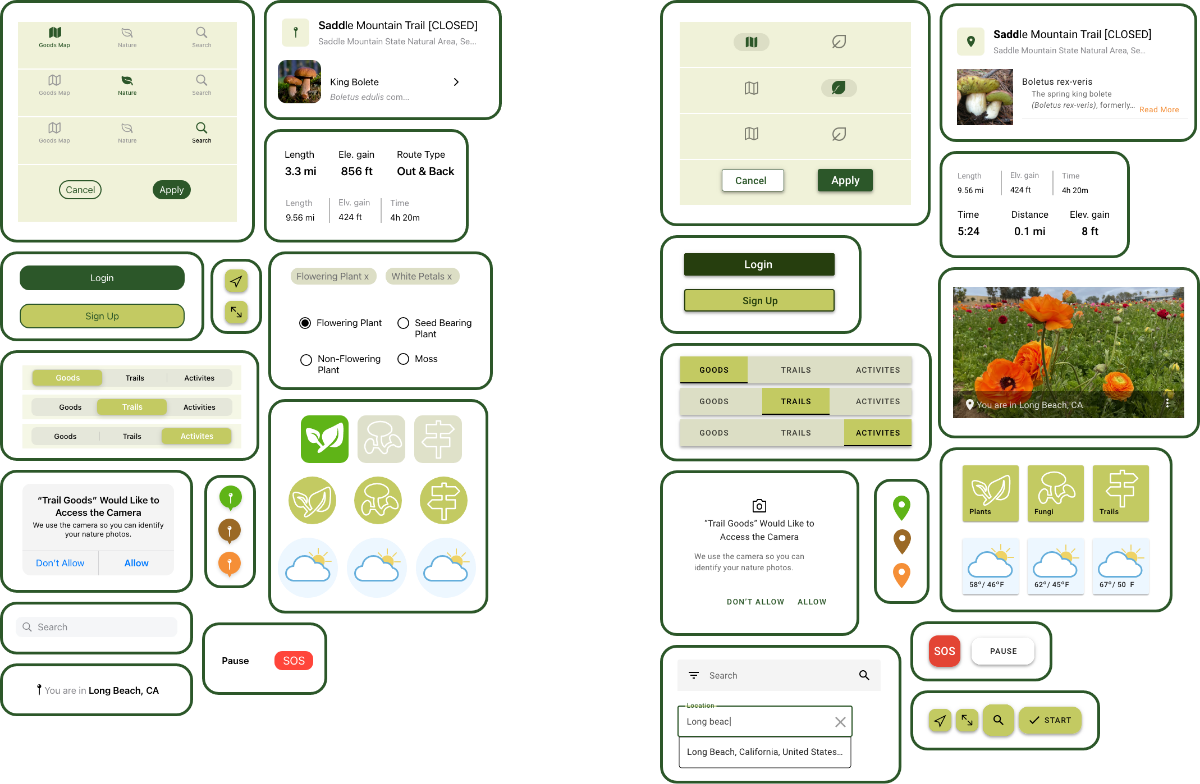 Goods Map Nature Search
Goods Map Nature Search
Goods Map Nature Search
Cancel Apply
Saddle Mountain Trail [CLOSED]
Saddle Mountain State Natural Area, Se...
King Bolete
Boletus edulis com...
Length Ele. gain Route Type
3.3 mi 856 ft Out & Back
Length Elv. gain Time
9.56 mi 424 ft 4h 20m
Login
Sign Up
Flowering Plant x White Petals x
Flowering Plant Seed Bearing
Plant
Non-Flowering Moss
Plant
Goods Trails Activites
Goods Trails Activities
Goods Trails Activites
"Trail Goods" Would Like to
Access the Camera
We use the camera so you can identify
your nature photos.
Don't Allow Allow
Search
You are in Long Beach, CA
Pause SOS
Cancel Apply
Saddle Mountain Trail [CLOSED]
Saddle Mountain State Natural Area, Se...
Boletus rex-veris
The spring king bolete
(Boletus rex-veris), formerly...
Read More
Length Elv. gain Time
9.56 mi 424 ft 4h 20m
Time Distance Elev. gain
5:24 0.1 mi 8 ft
Login
Sign Up
You are in Long Beach, CA
GOODS TRAILS ACTIVITES
GOODS TRAILS ACTIVITES
GOODS TRAILS ACTIVITES
"Trail Goods" Would Like to
Access the Camera
We use the camera so you can
identify your nature photos.
DON'T ALLOW ALLOW
Plants Fungi Trails
58°/ 46°F 62°/ 45°F 67°/ 50 F
SOS PAUSE
Search
Location
Long beac
Long Beach, California, United States...
START